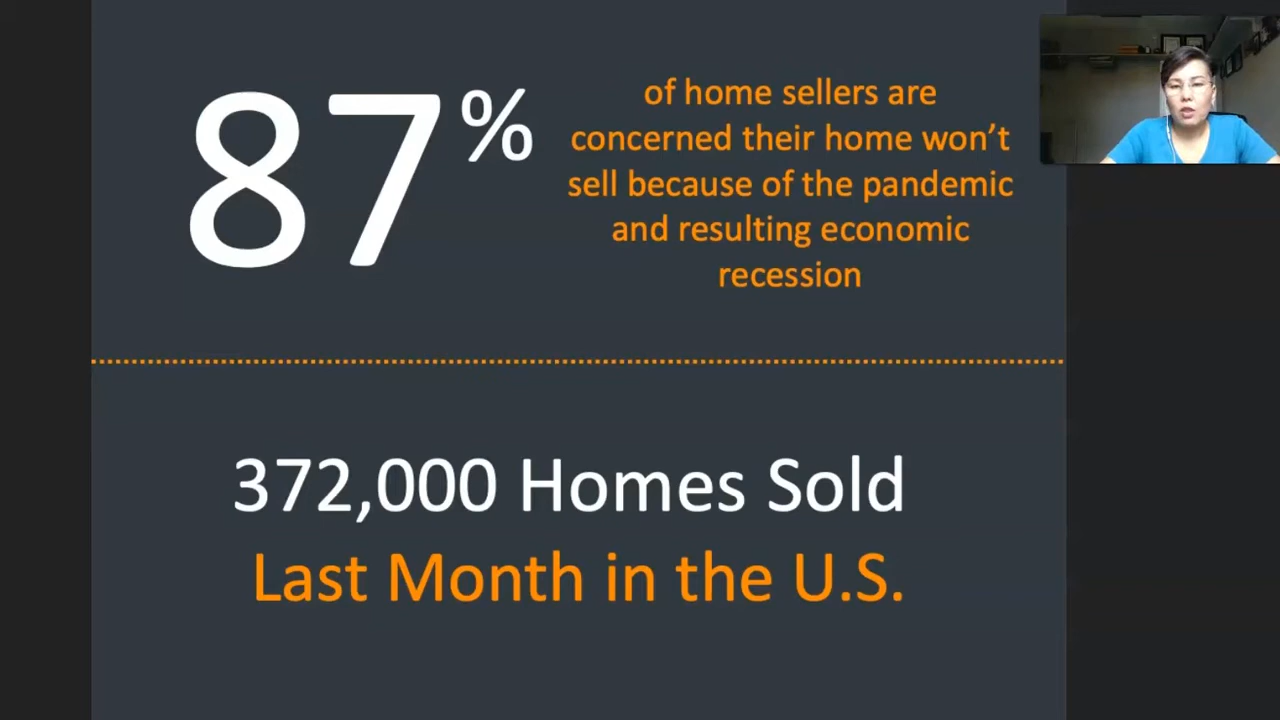 87%
of home sellers are
concerned their home won’t
sell because of the pandemic
and resulting economic
recession
372,000 Homes Sold
Last Month in the U.S.